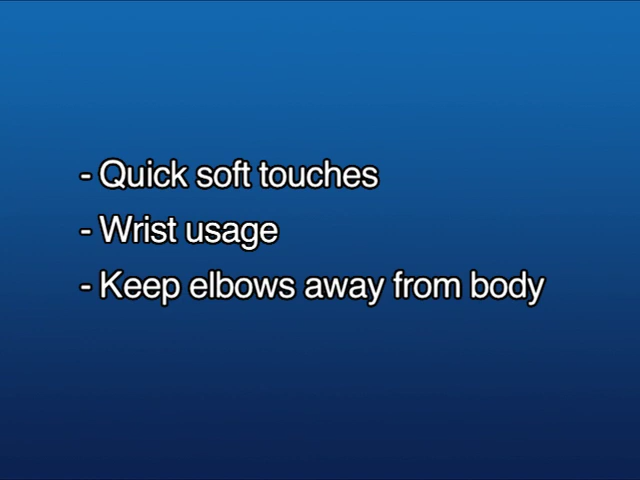 - Quick soft touches
- Wrist usage
- Keep elbows away from body